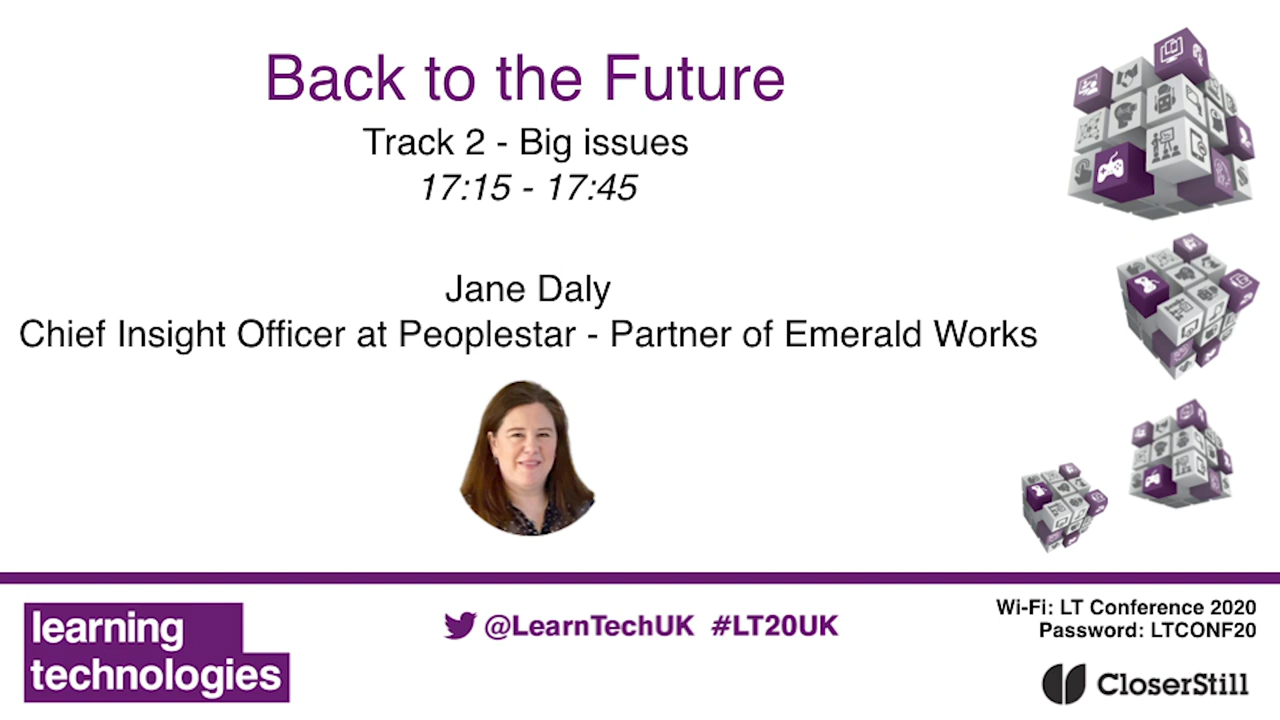 Back to the Future
Track 2 - Big issues
17:15 - 17:45
Jane Daly
Chief Insight Officer at Peoplestar - Partner of Emerald Works
learning
technologies
@LearnTechUK #LT20UK
Wi-Fi: LT Conference 2020
Password: LTCONF20
CloserStill